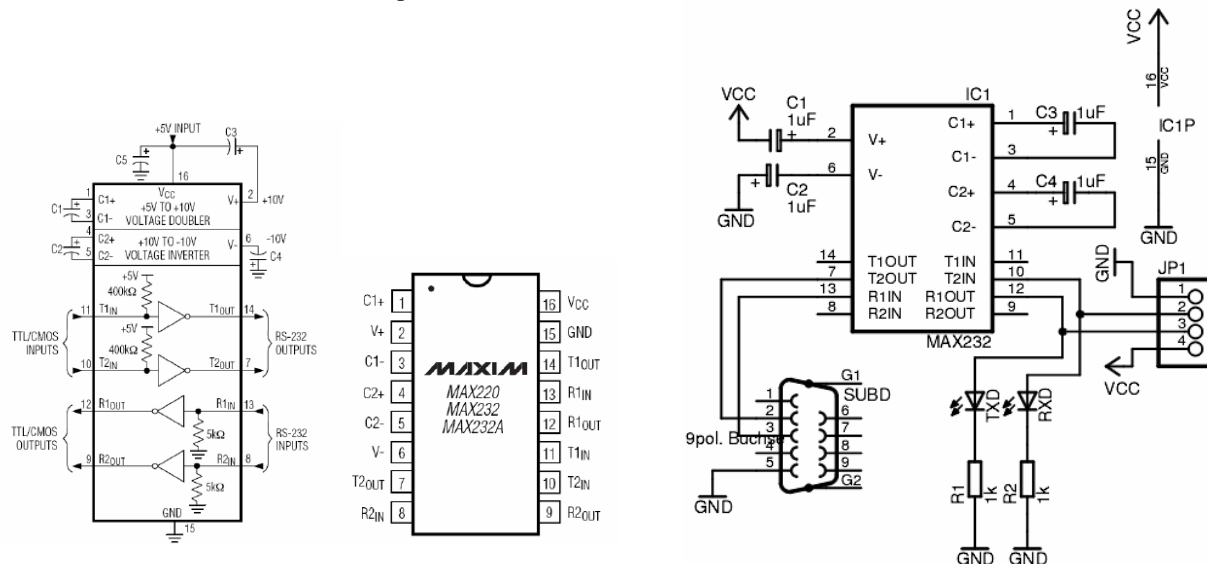 +5V INPUT
C3
C5
16
VCC
+5V TO +10V
VOLTAGE DOUBLER
1
C1+
C1
3
C1-
V+
2
+10V
4
C2+
C2
5
C2-
+10V TO -10V
VOLTAGE INVERTER
V-
6
-10V
C4
+5V
400kΩ
11
T1IN
T1OUT
14
+5V
400kΩ
TTL/CMOS
INPUTS
RS-232
OUTPUTS
10
T2IN
T2OUT
7
12
R1OUT
R1IN
13
TTL/CMOS
OUTPUTS
5kΩ
RS-232
INPUTS
9
R2OUT
R2IN
8
5kΩ
GND
15
C1+ 1
V+ 2
C1- 3
C2+ 4
C2- 5
V- 6
T2OUT 7
R2IN 8
MAXIM
MAX220
MAX232
MAX232A
16 VCC
15 GND
14 T1OUT
13 R1IN
12 R1OUT
11 T1IN
10 T2IN
9 R2OUT
VCC
C1
1uF
+
2
V+
C2
1uF
+
6
V-
GND
IC1
C1+
1
C3
1uF
+
C1-
3
C2+
4
C4
1uF
+
C2-
5
14 T1OUT
7 T2OUT
13 R1IN
8 R2IN
T1IN 11
T2IN 10
R1OUT 12
R2OUT 9
MAX232
VCC
16
VCC
IC1P
15
GND
GND
GND
JP1
1
2
3
4
VCC
G1
SUBD
1
2
3
4
5
6
7
8
9
9pol. Buchse
G2
GND
TXD
RXD
R1
1k
R2
1k
GND
GND